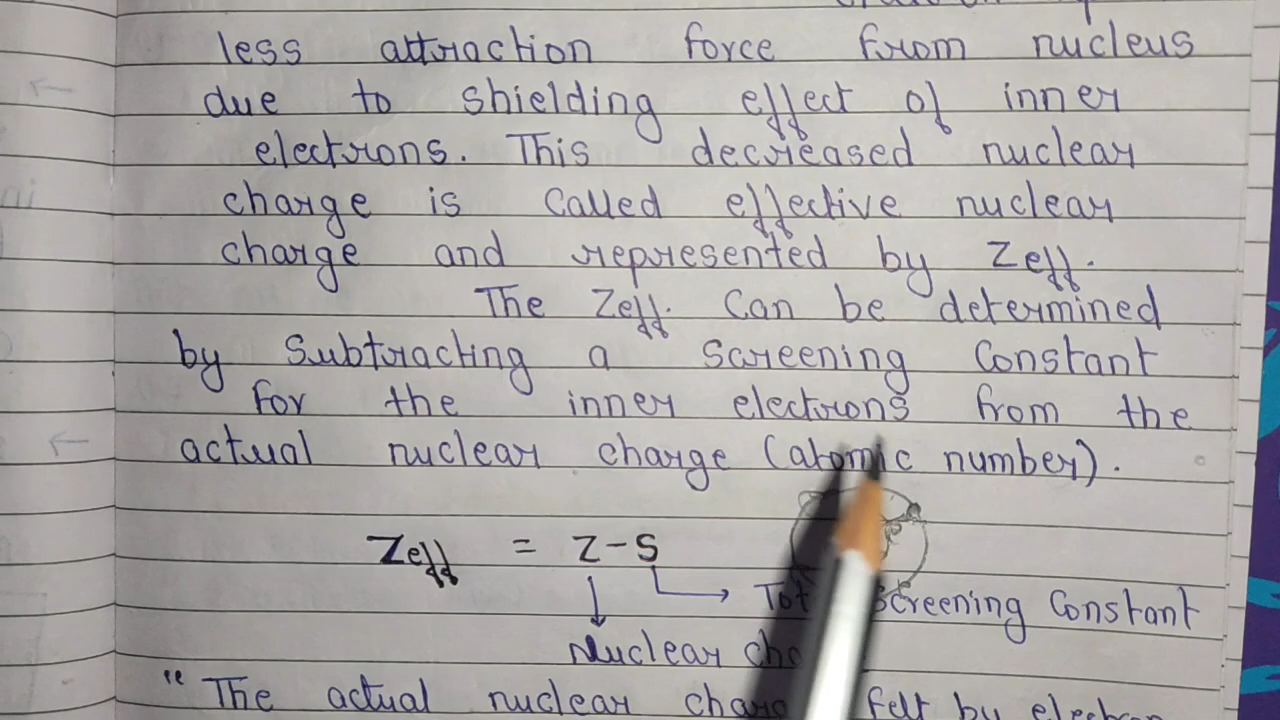 less attraction force from nucleus
due to shielding effect of inner
electrons. This decreased nuclear
charge is called effective nuclear
charge and represented by Zeff.
The Zeff. Can be determined
by Subtracting a Screening Constant
for the inner electrons from the
actual nuclear charge (atomic number).
Zeff = Z-S
Screening Constant
Nuclear
" The actual nuclear felt by electron